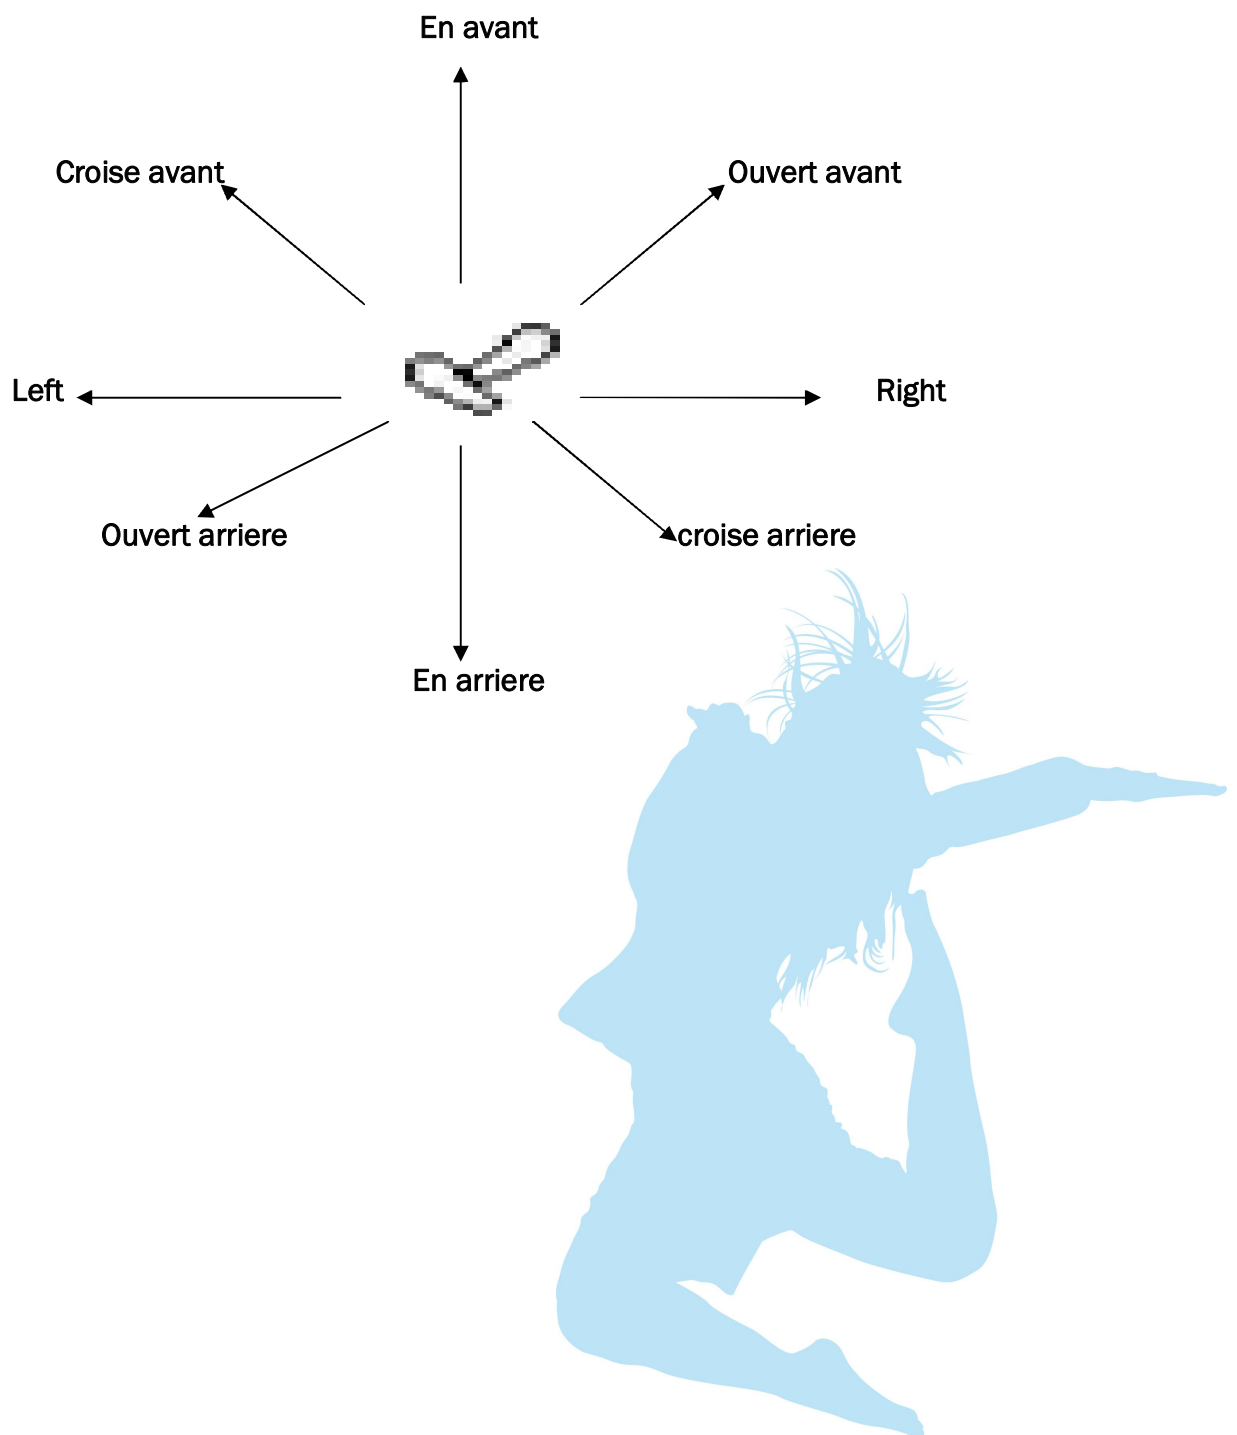 En avant
Croise avant
Ouvert avant
Left
Right
Ouvert arriere
croise arriere
En arriere